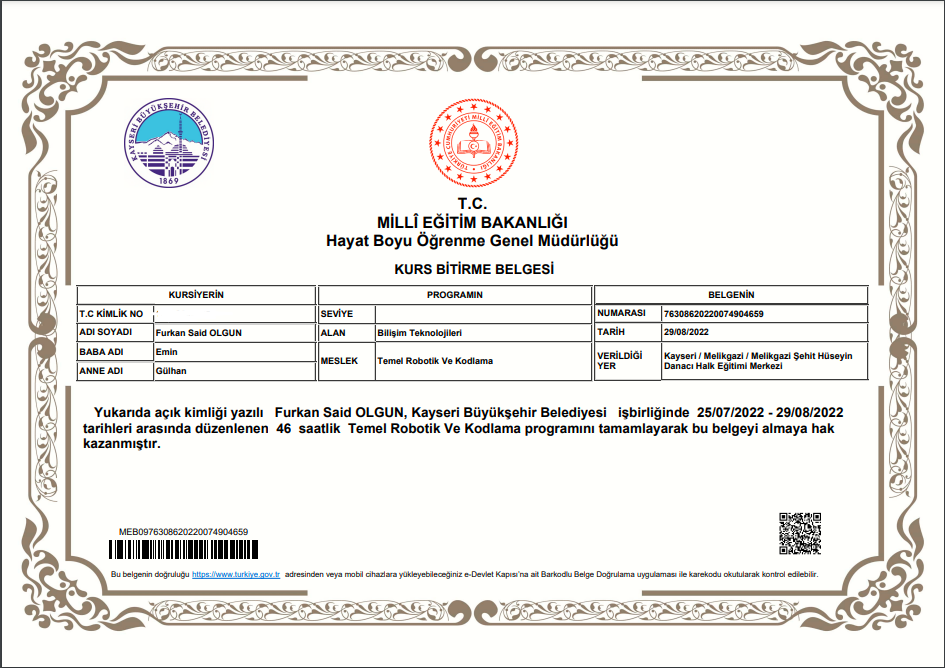 KAYSERİ BÜYÜKŞEHİR BELEDİYESİ
1869
TÜRKİYE CUMHURİYETİ MİLLÎ EĞİTİM BAKANLIĞI
T.C.
MİLLÎ EĞİTİM BAKANLIĞI
Hayat Boyu Öğrenme Genel Müdürlüğü
KURS BİTİRME BELGESİ
KURSİYERİN
T.C KİMLİK NO
ADI SOYADI Furkan Said OLGUN
BABA ADI Emin
ANNE ADI Gülhan
PROGRAMIN
SEVİYE
ALAN Bilişim Teknolojileri
MESLEK Temel Robotik Ve Kodlama
BELGENİN
NUMARASI 76308620220074904659
TARİH 29/08/2022
VERİLDİĞİ YER Kayseri / Melikgazi / Melikgazi Şehit Hüseyin
Danacı Halk Eğitimi Merkezi
Yukarıda açık kimliği yazılı Furkan Said OLGUN, Kayseri Büyükşehir Belediyesi işbirliğinde 25/07/2022 - 29/08/2022
tarihleri arasında düzenlenen 46 saatlik Temel Robotik Ve Kodlama programını tamamlayarak bu belgeyi almaya hak
kazanmıştır.
MEB0976308620220074904659
Bu belgenin doğruluğu https://www.turkiye.gov.tr adresinden veya mobil cihazlara yükleyebileceğiniz e-Devlet Kapısı'na ait Barkodlu Belge Doğrulama uygulaması ile karekodu okutularak kontrol edilebilir.